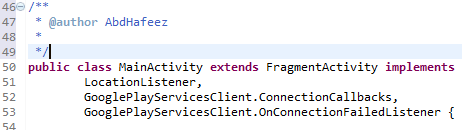 46 /**
47  * @author AbdHafeez
48  *
49  */
50 public class MainActivity extends FragmentActivity implements
51         LocationListener,
52         GooglePlayServicesClient.ConnectionCallbacks,
53         GooglePlayServicesClient.OnConnectionFailedListener {
54